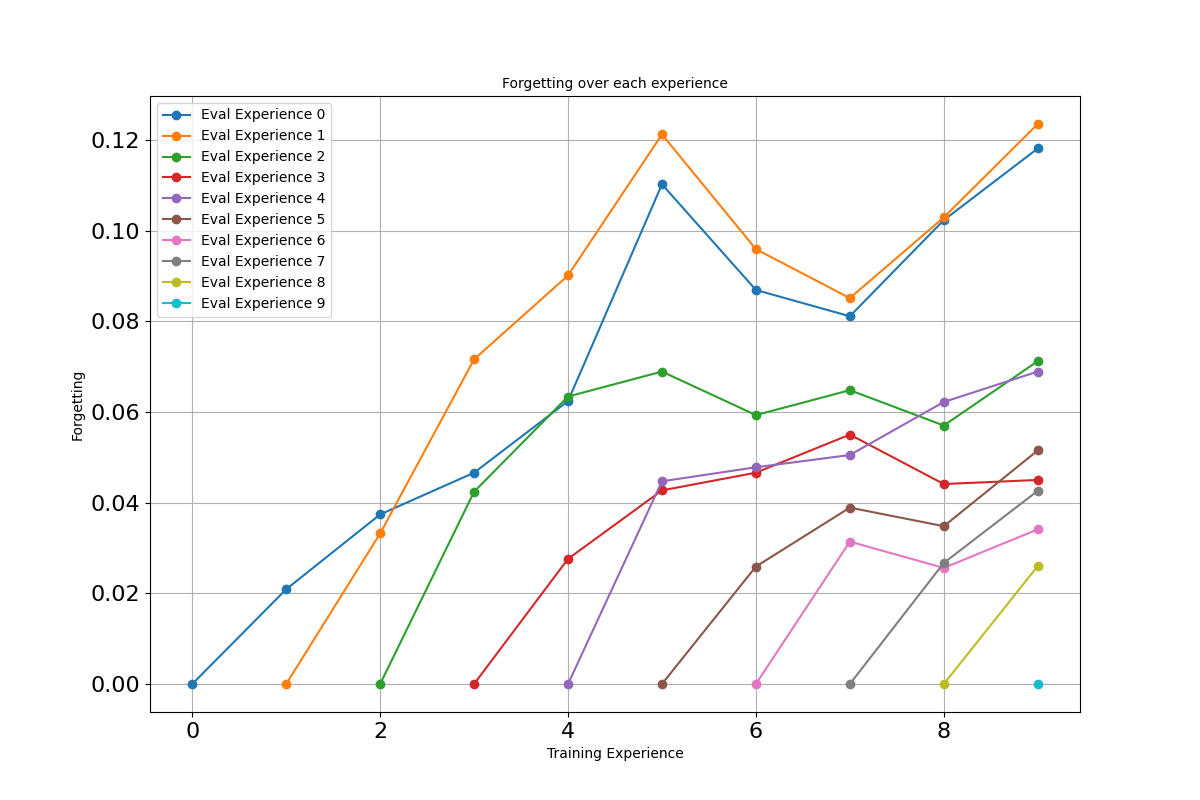 Forgetting over each experience
Eval Experience 0
Eval Experience 1
Eval Experience 2
Eval Experience 3
Eval Experience 4
Eval Experience 5
Eval Experience 6
Eval Experience 7
Eval Experience 8
Eval Experience 9
0.12
0.10
0.08
0.06
0.04
0.02
0.00
Forgetting
0 2 4 6 8
Training Experience